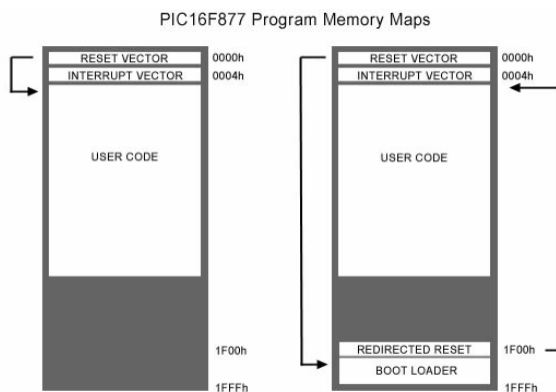 PIC16F877 Program Memory Maps
RESET VECTOR 0000h
INTERRUPT VECTOR 0004h
USER CODE
1F00h
1FFFh
RESET VECTOR 0000h
INTERRUPT VECTOR 0004h
USER CODE
REDIRECTED RESET 1F00h
BOOT LOADER
1FFFh